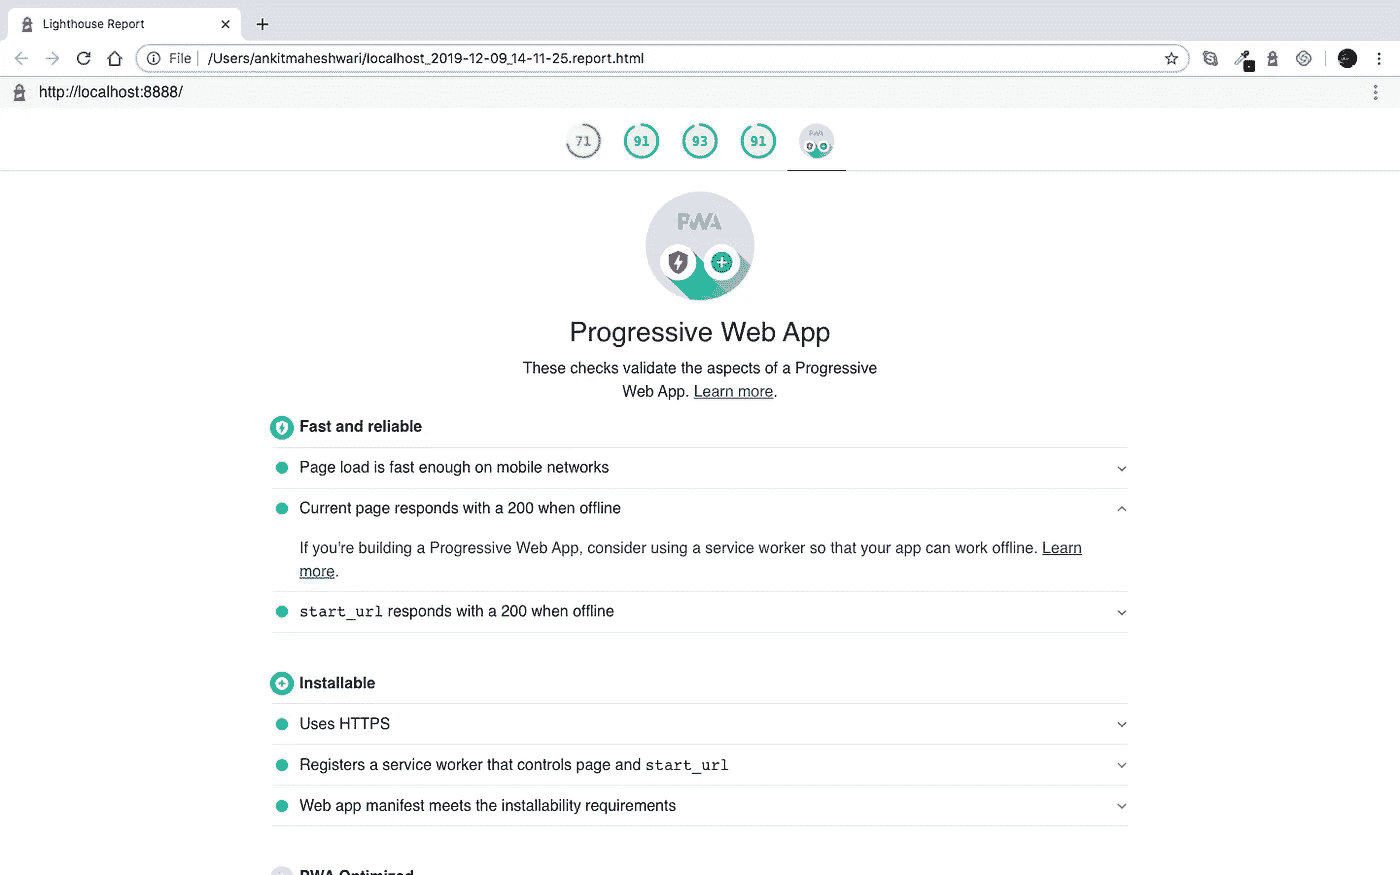 Lighthouse Report
File
/Users/ankitmaheshwari/localhost_2019-12-09_14-11-25.report.html
http://localhost:8888/
71 91 93 91 PWA
PWA
Progressive Web App
These checks validate the aspects of a Progressive
Web App. Learn more.
Fast and reliable
Page load is fast enough on mobile networks
Current page responds with a 200 when offline
If you're building a Progressive Web App, consider using a service worker so that your app can work offline. Learn
more.
start_url responds with a 200 when offline
Installable
Uses HTTPS
Registers a service worker that controls page and start_url
Web app manifest meets the installability requirements
PWA Optimized